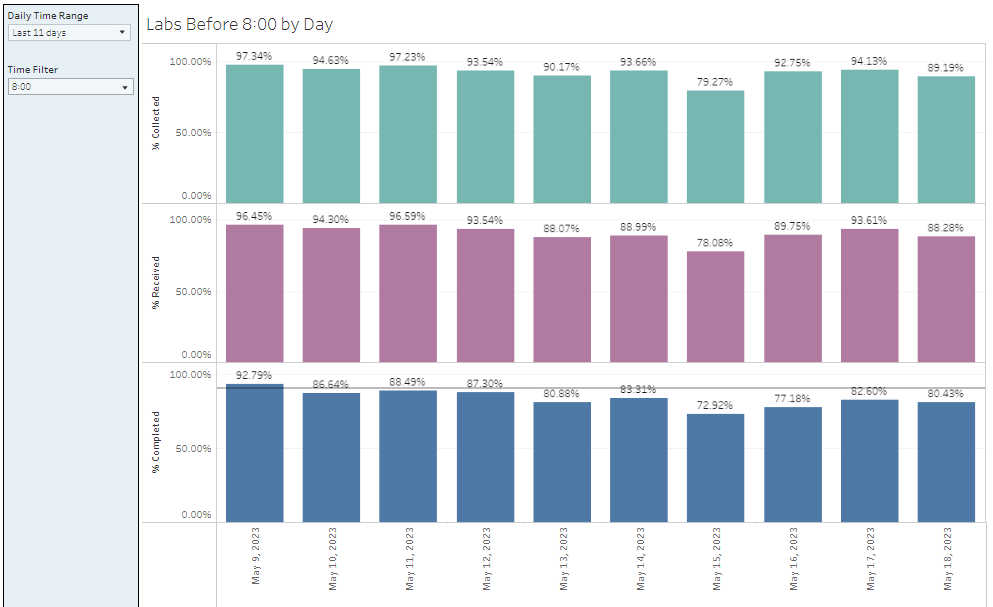 Daily Time Range
Last 11 days
Time Filter
8:00
Labs Before 8:00 by Day
% Collected
100.00%
50.00%
0.00%
97.34%
94.63%
97.23%
93.54%
90.17%
93.66%
79.27%
92.75%
94.13%
89.19%
% Received
100.00%
50.00%
0.00%
96.45%
94.30%
96.59%
93.54%
88.07%
88.99%
78.08%
89.75%
93.61%
88.28%
% Completed
100.00%
50.00%
0.00%
92.79%
86.64%
88.49%
87.30%
80.88%
83.31%
72.92%
77.18%
82.60%
80.43%
May 9, 2023
May 10, 2023
May 11, 2023
May 12, 2023
May 13, 2023
May 14, 2023
May 15, 2023
May 16, 2023
May 17, 2023
May 18, 2023